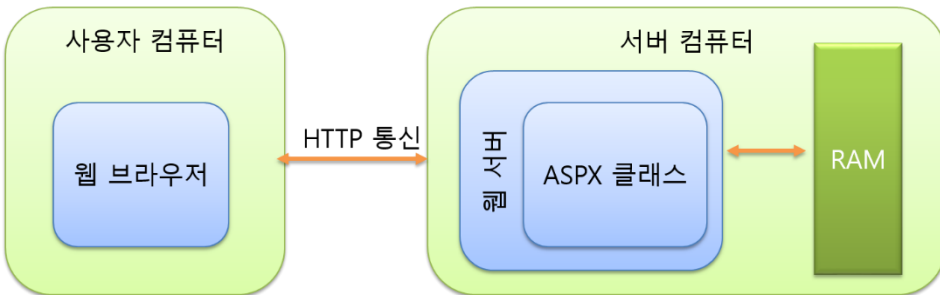 사용자 컴퓨터
웹 브라우저
HTTP 통신
서버 컴퓨터
웹 서버
ASPX 클래스
RAM